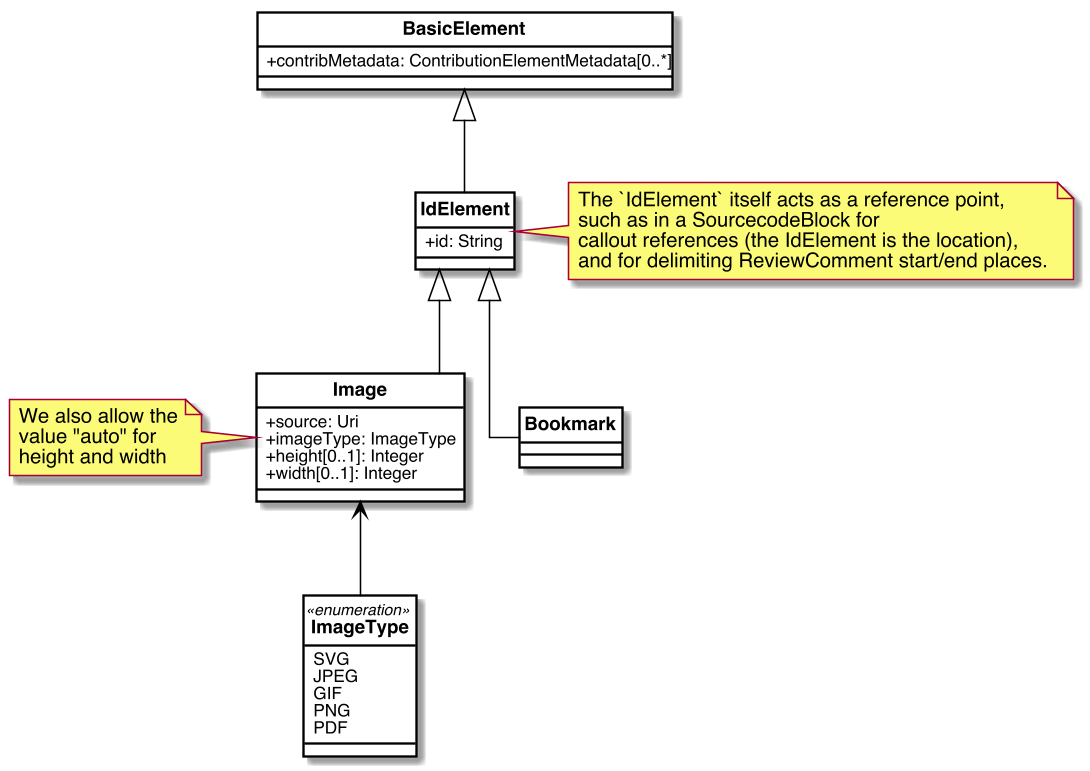 BasicElement
+contribMetadata: ContributionElementMetadata[0..*]
IdElement
+id: String
The `IdElement` itself acts as a reference point,
such as in a SourcecodeBlock for
callout references (the IdElement is the location),
and for delimiting ReviewComment start/end places.
We also allow the
value "auto" for
height and width
Image
+source: Uri
+imageType: ImageType
+height[0..1]: Integer
+width[0..1]: Integer
Bookmark
«enumeration»
ImageType
SVG
JPEG
GIF
PNG
PDF